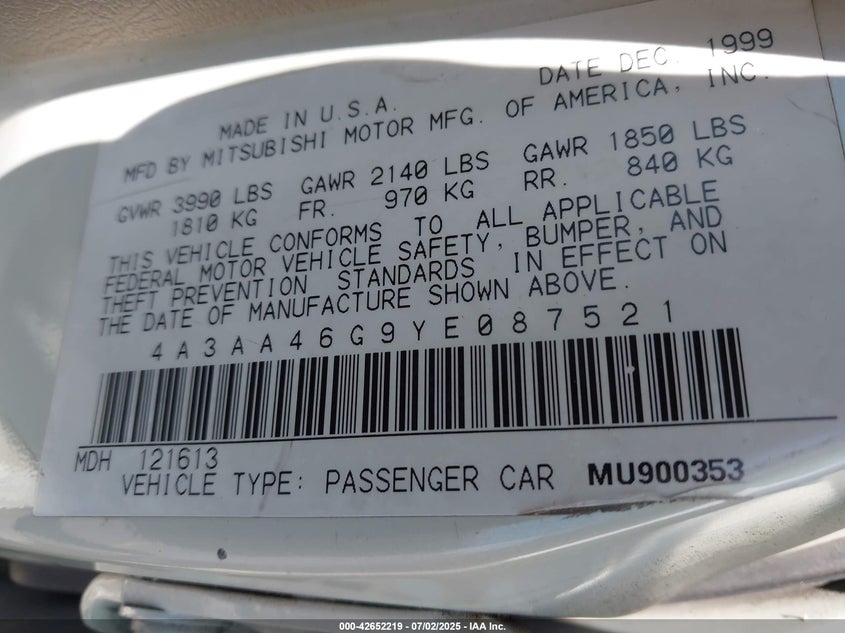 DATE DEC. 1999
MADE IN U.S.A.
MFD BY MITSUBISHI MOTOR MFG. OF AMERICA, INC.
GVWR 3990 LBS GAWR 2140 LBS GAWR 1850 LBS
1810 KG FR. 970 KG RR. 840 KG
THIS VEHICLE CONFORMS TO ALL APPLICABLE
FEDERAL MOTOR VEHICLE SAFETY, BUMPER, AND
THEFT PREVENTION STANDARDS IN EFFECT ON
THE DATE OF MANUFACTURE SHOWN ABOVE.
4A3AA46G9YE087521
MDH 121613
VEHICLE TYPE: PASSENGER CAR MU900353
000-42652219 - 07/02/2025 - IAA Inc.